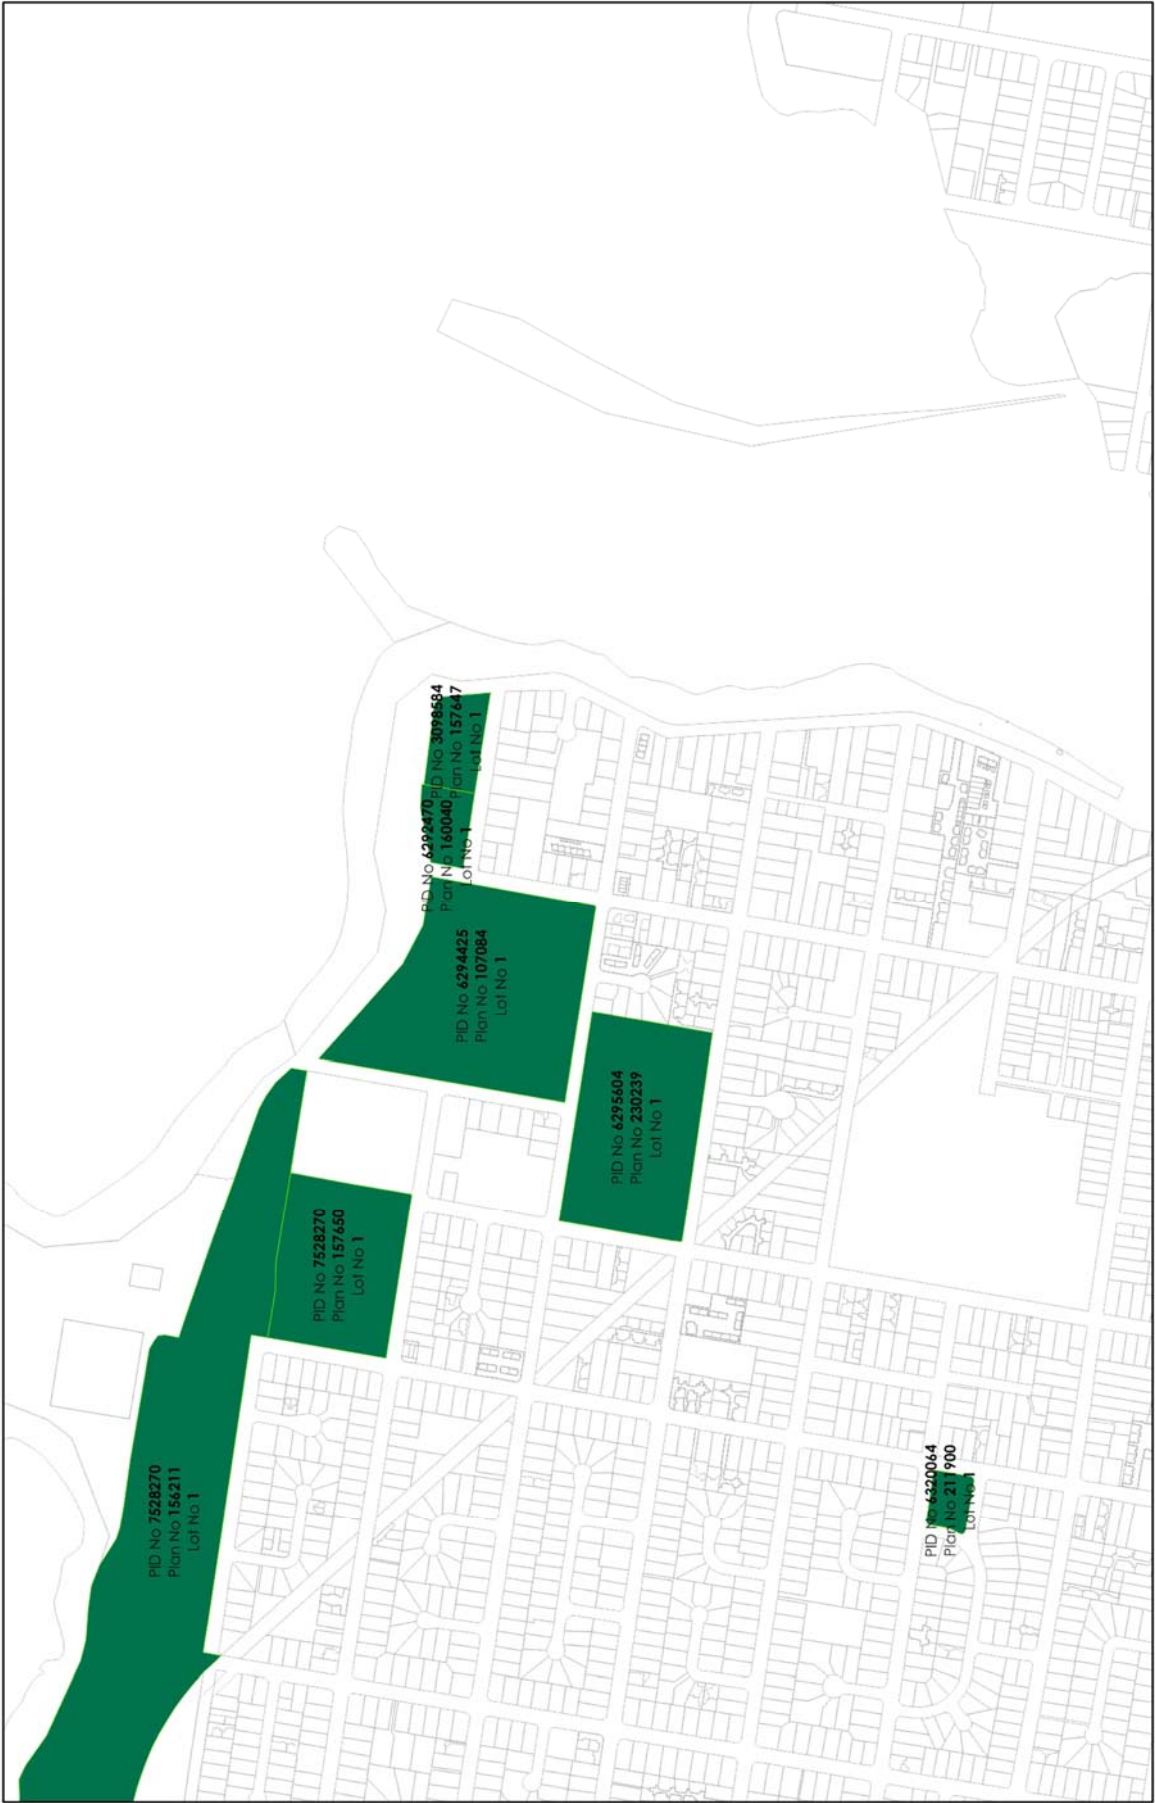 PID No 7528270
Plan No 156211
Lot No 1
PID No 7528270
Plan No 157650
Lot No 1
PID No 6294425
Plan No 107084
Lot No 1
PID No 6292470
Plan No 160040
Lot No 1
PID No 3098584
Plan No 157647
Lot No 1
PID No 6295604
Plan No 230239
Lot No 1
PID No 6320064
Plan No 211900
Lot No 1